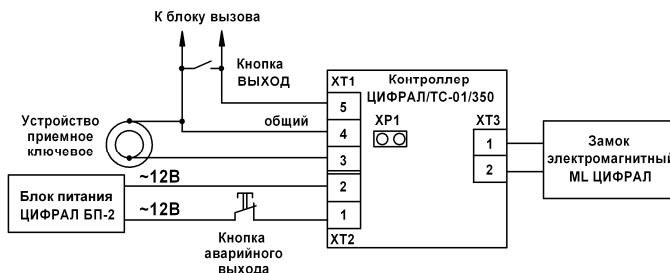 К блоку вызова
Кнопка
ВЫХОД
Устройство
приемное
ключевое
общий
XT1
Контроллер
ЦИФРАЛ/ТС-01/350
XP1
XT3
5
4
3
2
1
XT2
1
2
Замок
электромагнитный
ML ЦИФРАЛ
Блок питания
ЦИФРАЛ БП-2
~12В
~12В
Кнопка
аварийного
выхода